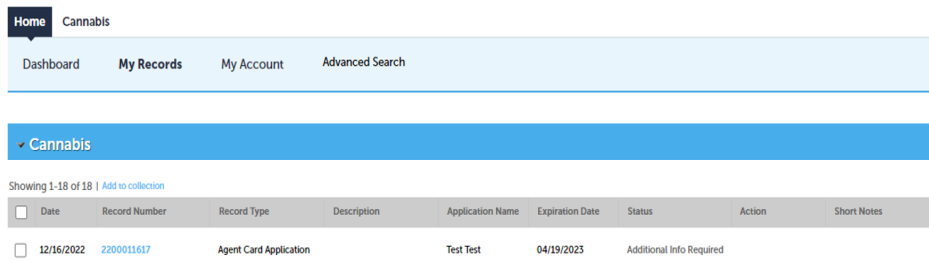 Home Cannabis
Dashboard My Records My Account Advanced Search
Cannabis
Showing 1-18 of 18 | Add to collection
Date Record Number Record Type Description Application Name Expiration Date Status Action Short Notes
12/16/2022 2200011617 Agent Card Application Test Test 04/19/2023 Additional Info Required